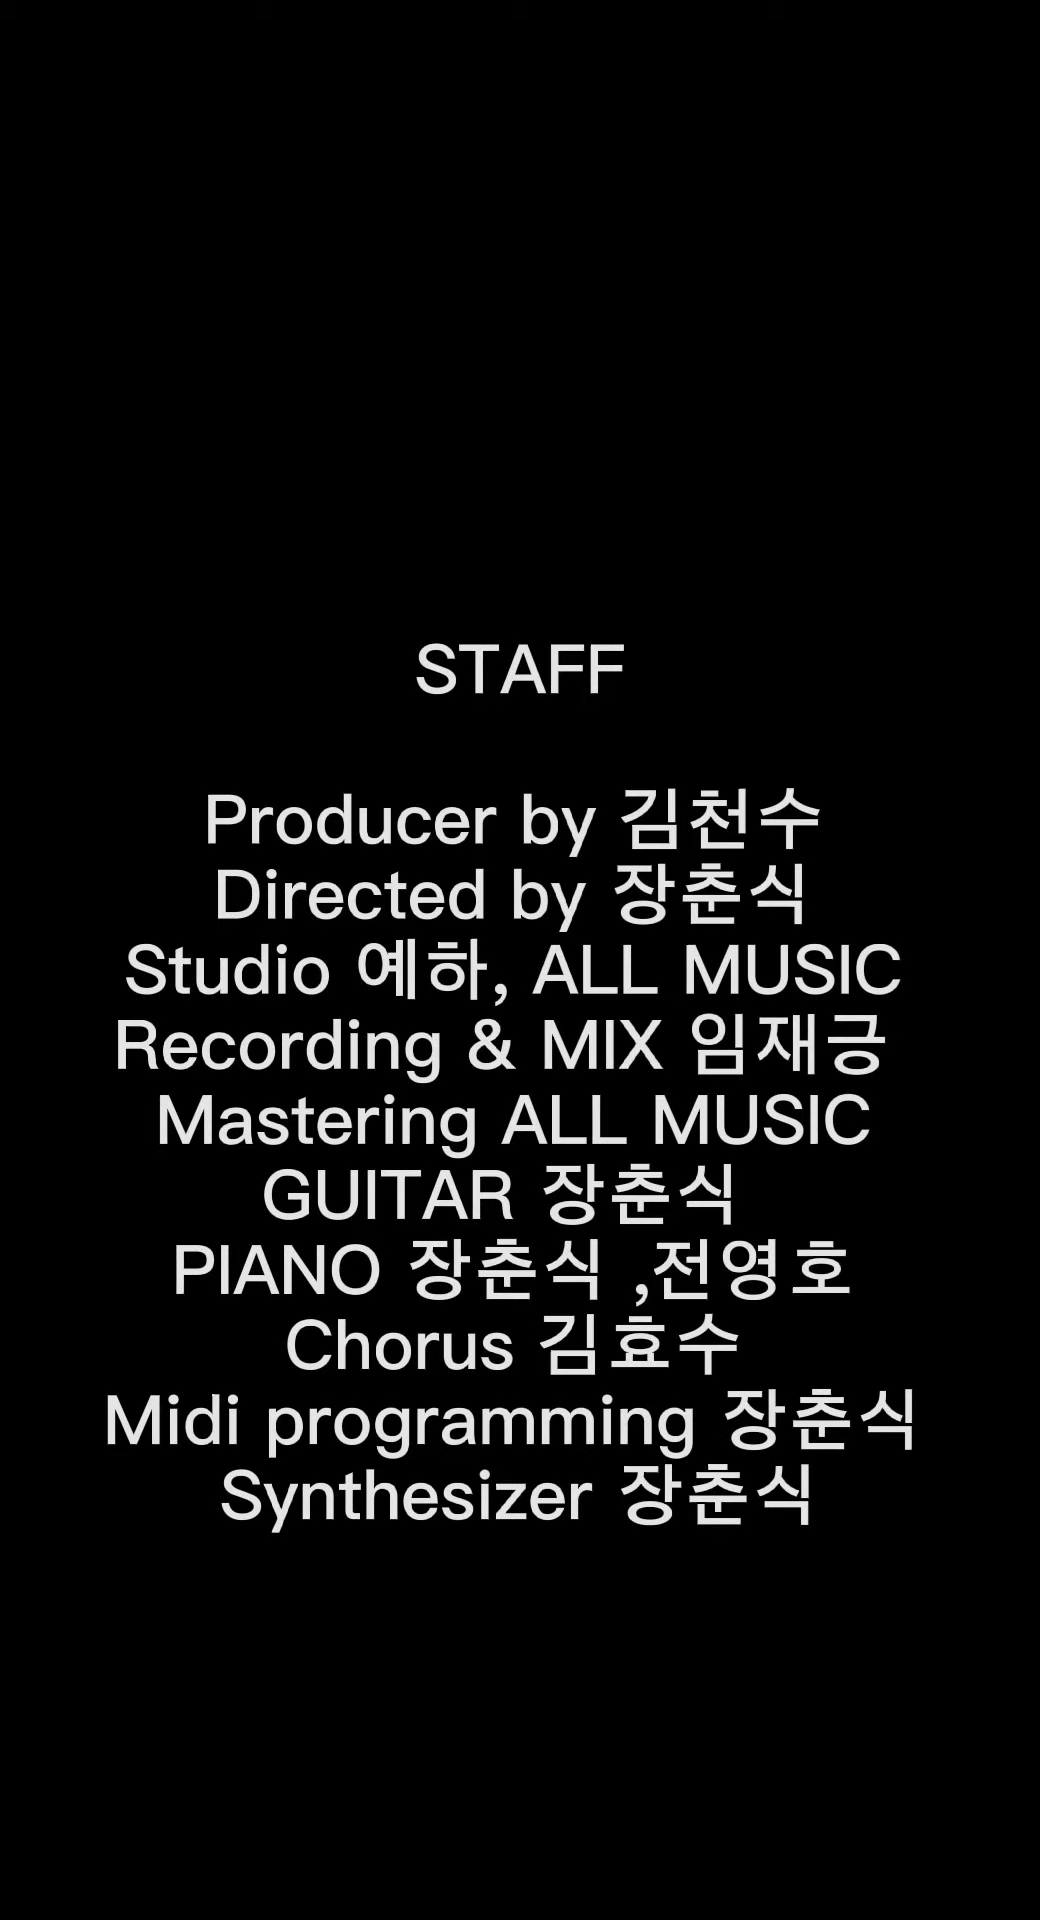 STAFF
Producer by 김천수
Directed by 장춘식
Studio 예하, ALL MUSIC
Recording & MIX 임재긍
Mastering ALL MUSIC
GUITAR 장춘식
PIANO 장춘식 ,전영호
Chorus 김효수
Midi programming 장춘식
Synthesizer 장춘식